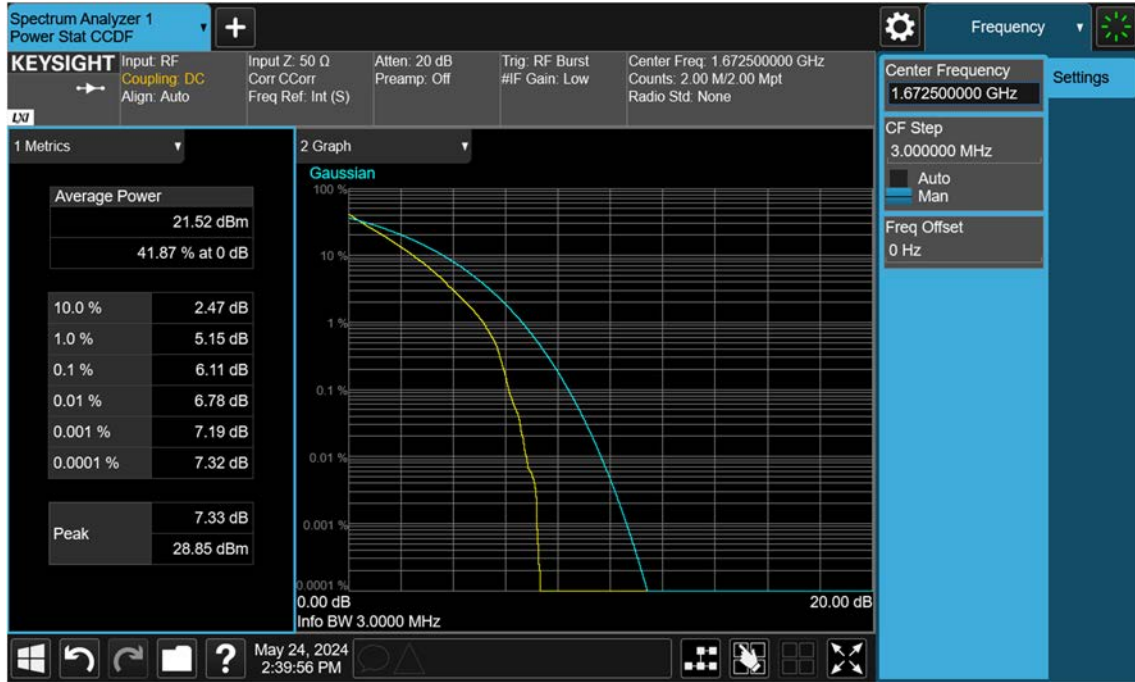 Spectrum Analyzer 1
Power Stat CCDF
Frequency
KEYSIGHT
LXI
Input: RF
Coupling: DC
Align: Auto
Input Z: 50 Ω
Corr CCorr
Freq Ref: Int (S)
Atten: 20 dB
Preamp: Off
Trig: RF Burst
#IF Gain: Low
Center Freq: 1.672500000 GHz
Counts: 2.00 M/2.00 Mpt
Radio Std: None
Center Frequency
1.672500000 GHz
Settings
CF Step
3.000000 MHz
Auto
Man
Freq Offset
0 Hz
1 Metrics
Average Power
21.52 dBm
41.87 % at 0 dB
10.0 % 2.47 dB
1.0 % 5.15 dB
0.1 % 6.11 dB
0.01 % 6.78 dB
0.001 % 7.19 dB
0.0001 % 7.32 dB
Peak
7.33 dB
28.85 dBm
2 Graph
Gaussian
100 %
10 %
1 %
0.1 %
0.01 %
0.001 %
0.0001 %
0.00 dB 20.00 dB
Info BW 3.0000 MHz
?
May 24, 2024
2:39:56 PM